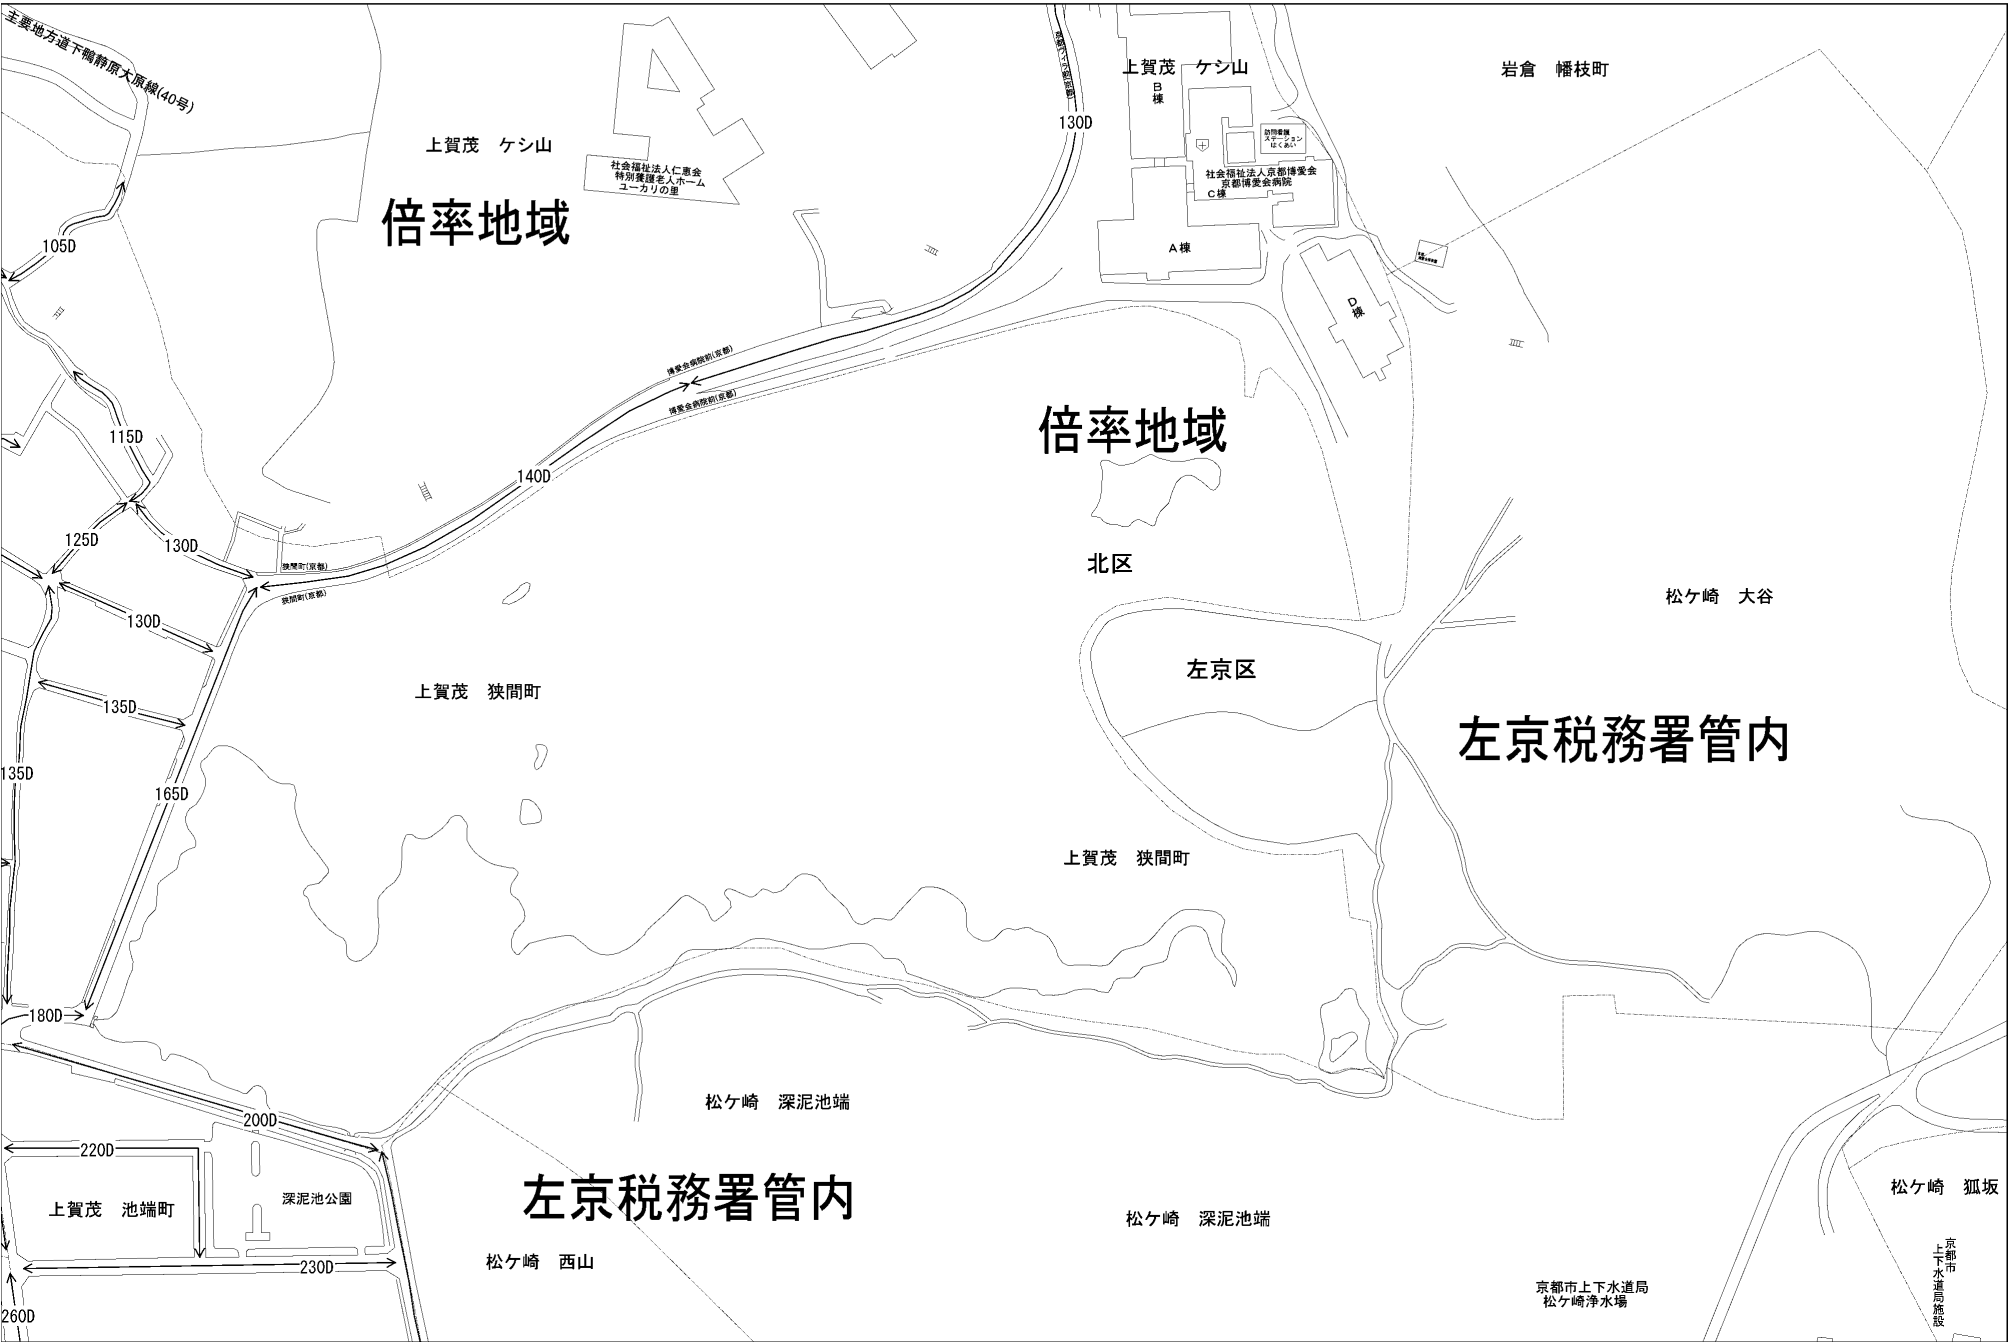 主要地方道下鴨静原大原線(40号)
京都ヴィラ前(京都)
130D
上賀茂　ケシ山
B棟
岩倉　幡枝町
上賀茂　ケシ山
社会福祉法人仁恵会
特別養護老人ホーム
ユーカリの里
訪問看護
ステーション
はくあい
社会福祉法人京都博愛会
京都博愛会病院
C棟
倍率地域
105D
A棟
D棟
博愛会病院前(京都)
博愛会病院前(京都)
115D
倍率地域
140D
125D
130D
狭間町(京都)
狭間町(京都)
北区
松ケ崎　大谷
130D
左京区
上賀茂　狭間町
135D
左京税務署管内
135D
165D
上賀茂　狭間町
180D
松ケ崎　深泥池端
200D
220D
左京税務署管内
深泥池公園
上賀茂　池端町
松ケ崎　深泥池端
松ケ崎　狐坂
松ケ崎　西山
230D
京都市
上下水道局施設
京都市上下水道局
松ケ崎浄水場
260D